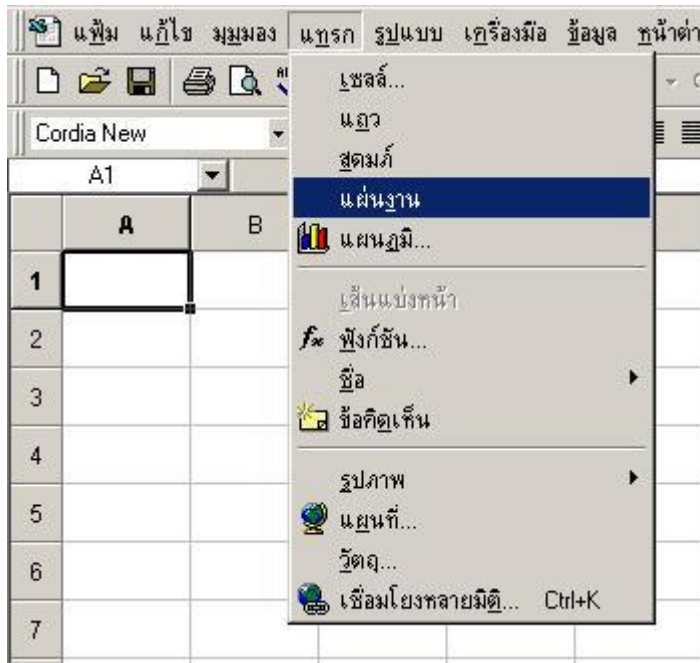 แฟ้ม แก้ไข มุมมอง แทรก รูปแบบ เครื่องมือ ข้อมูล หน้าต่า
Cordia New
A1
A B
1
2
3
4
5
6
7
เซลล์...
แถว
สดมภ์
แผ่นงาน
แผนภูมิ...
เส้นแบ่งหน้า
ฟังก์ชัน...
ชื่อ
ข้อคิดเห็น
รูปภาพ
แผนที่...
วัตถุ...
เชื่อมโยงหลายมิติ... Ctrl+K